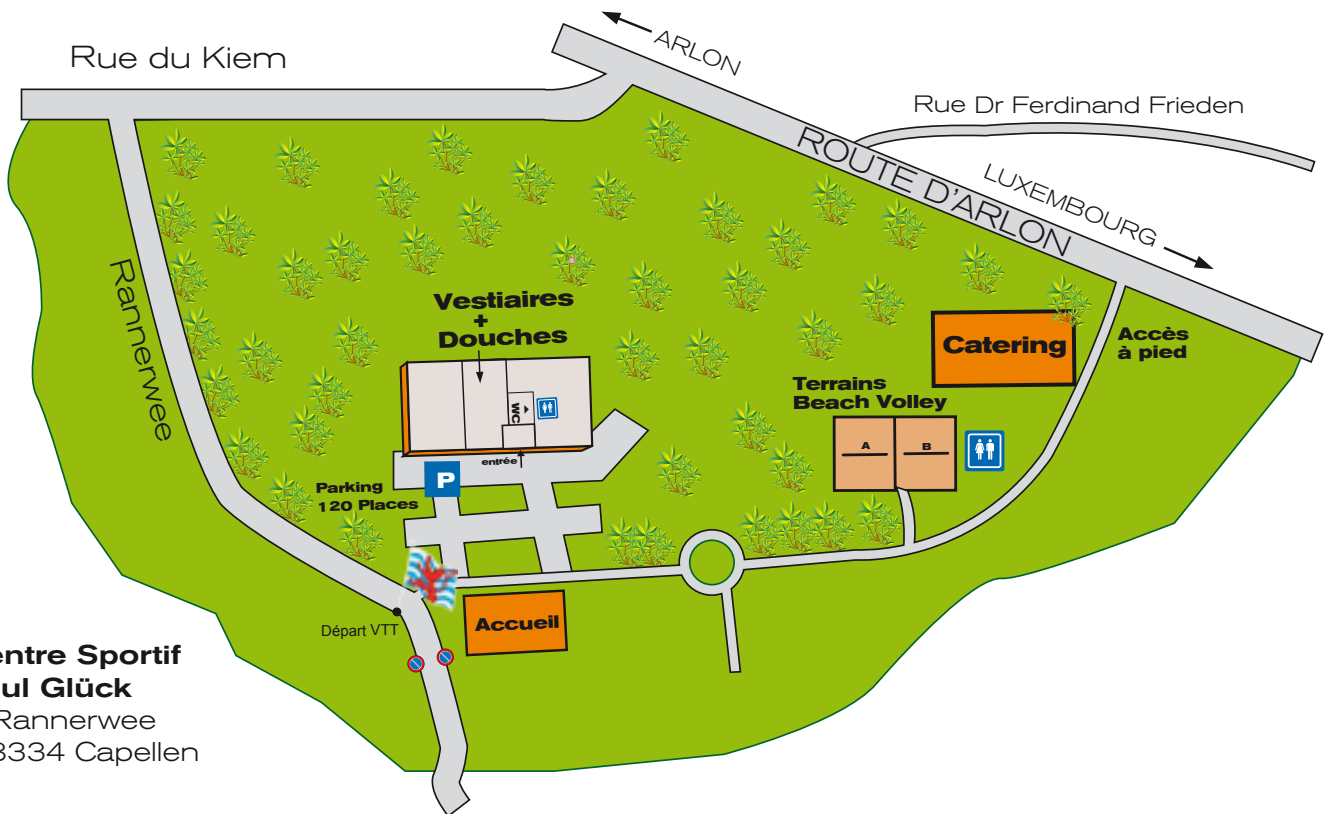 Rue du Kiem
ARLON
Rue Dr Ferdinand Frieden
ROUTE D'ARLON
LUXEMBOURG
Rannerwee
Vestiaires
+
Douches
WC
entrée
P
Parking
120 Places
Catering
Accès
à pied
Terrains
Beach Volley
A
B
Départ VTT
Accueil
entre Sportif
ul Glück
Rannerwee
3334 Capellen